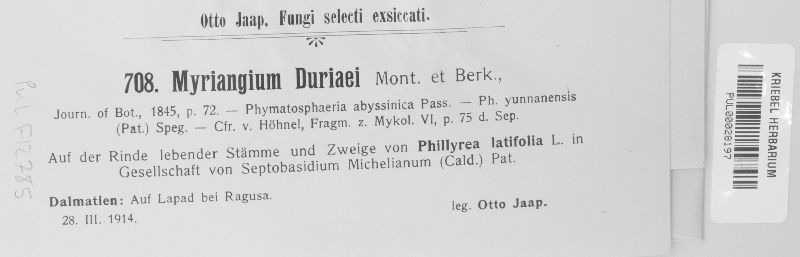 Otto Jaap, Fungi selecti exsiccati.
708. Myriangium Duriaei Mont. et Berk.,
Journ. of Bot., 1845, p. 72. — Phymatosphaeria abyssinica Pass. — Ph. yunnanensis
(Pat.) Speg. — Cfr. v. Höhnel, Fragm. z. Mykol. VI, p. 75 d. Sep.
Auf der Rinde lebender Stämme und Zweige von Phillyrea latifolia L. in
Gesellschaft von Septobasidium Michelianum (Cald.) Pat.
Dalmatien: Auf Lapad bei Ragusa.
28. III. 1914.
leg. Otto Jaap.
Pul F12785
KRIEBEL HERBARIUM
PUL00028197